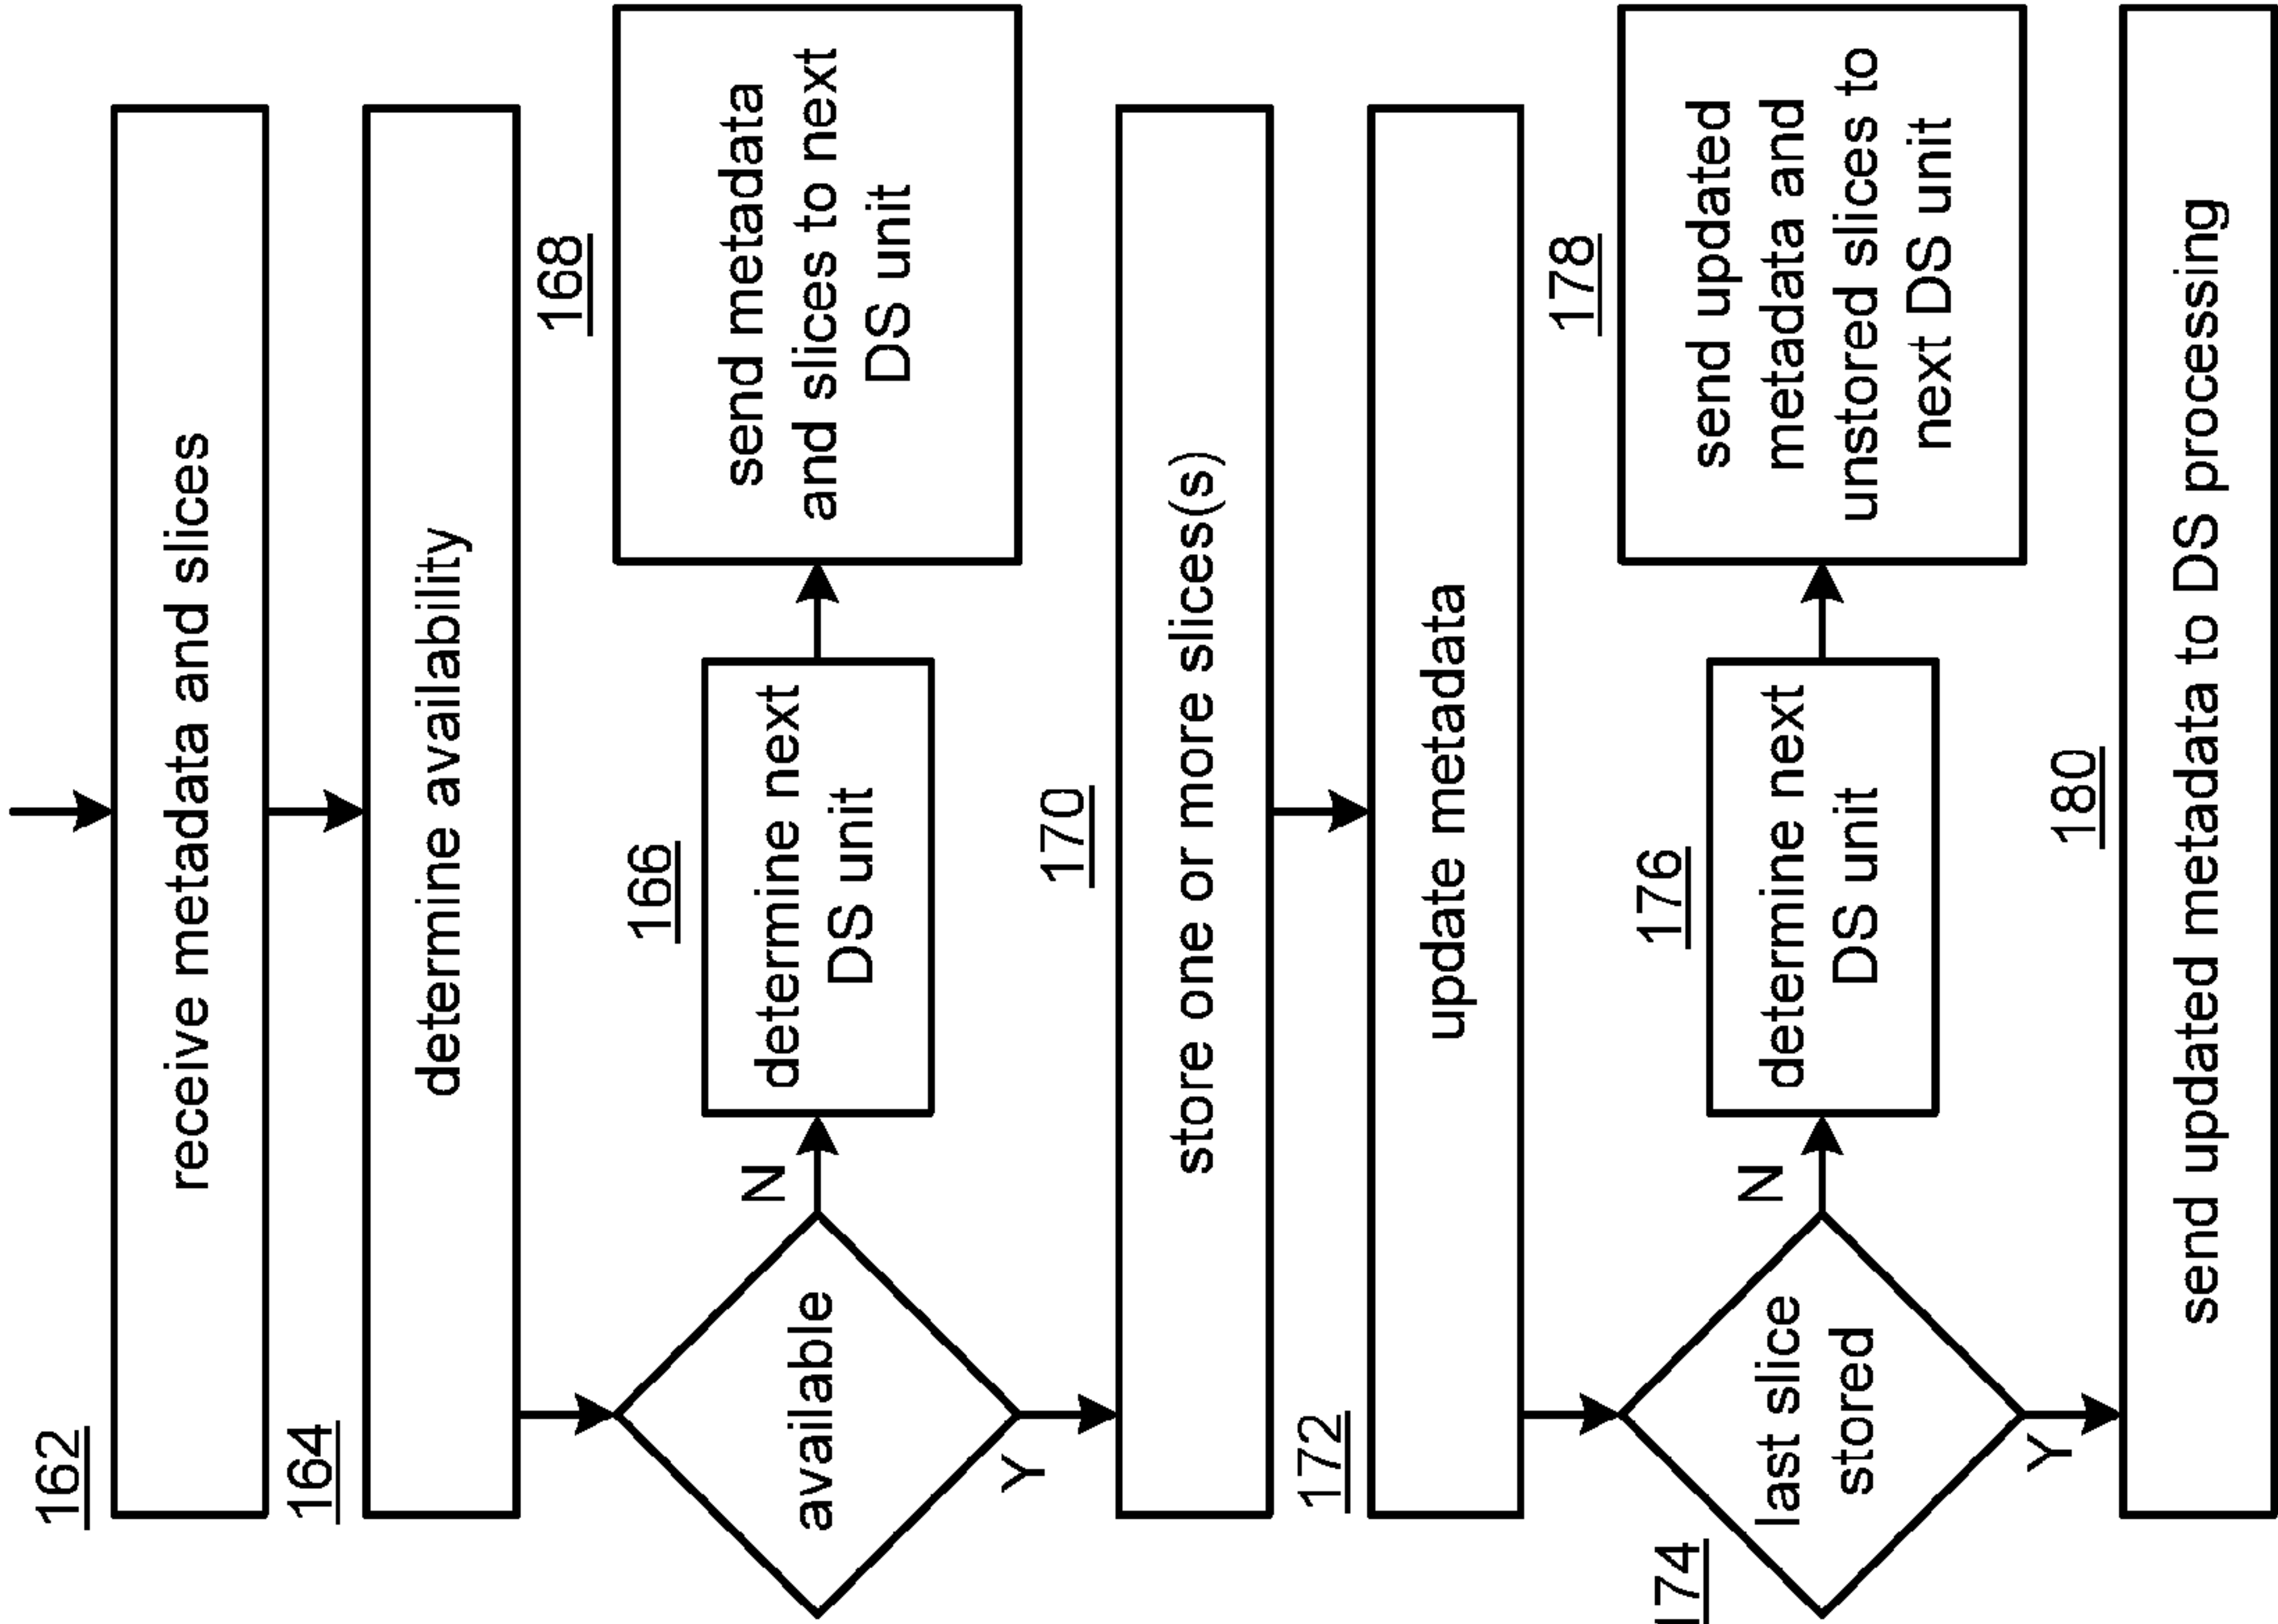 162
receive metadata and slices
164
determine availability
available
N
Y
166
determine next
DS unit
168
send metadata
and slices to next
DS unit
170
store one or more slices(s)
172
update metadata
174
last slice
stored
N
Y
176
determine next
DS unit
178
send updated
metadata and
unstored slices to
next DS unit
180
send updated metadata to DS processing